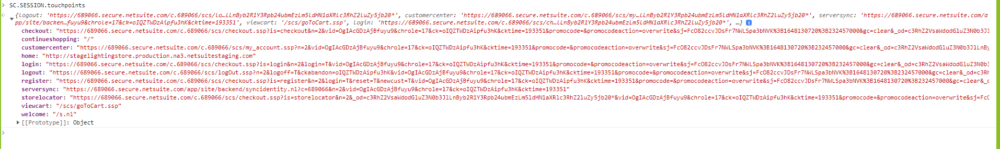 SC.SESSION.touchpoints
{logout: 'https://689066.secure.netsuite.com/c.689066/scs/lo…lLnByb2R1Y3Rpb24ubmEzLm5ldHN1aXRlc3RhZ2luZy5jb20*', customercenter: 'https://689066.secure.netsuite.com/c.689066/scs/my…lLnByb2R1Y3Rpb24ubmEzLm5ldHN1aXRlc3RhZ2luZy5jb20*', serversync: 'https://689066.secure.netsuite.com/a
pp/site/backen…fuyu9&chrole=17&ck=oIQZTWDzAipfu3hK&cktime=193351', viewcart: '/scs/goToCart.ssp', login: 'https://689066.secure.netsuite.com/c.689066/scs/ch…lLnByb2R1Y3Rpb24ubmEzLm5ldHN1aXRlc3RhZ2luZy5jb20*', …} i
checkout: "https://689066.secure.netsuite.com/c.689066/scs/checkout.ssp?is=checkout&n=2&vid=OgIAcGDzAjBfuyu9&chrole=17&ck=oIQZTWDzAipfu3hK&cktime=193351&promocode=&promocodeaction=overwrite&sj=FcO82ccvJDsFr7NWLSpa3bNVK%3B1648130720%3B232457000&gc=clear&_od=c3RhZ2VsaWdodGluZ3N0b3Jl
continueshopping: "/"
customercenter: "https://689066.secure.netsuite.com/c.689066/scs/my_account.ssp?n=2&vid=OgIAcGDzAjBfuyu9&chrole=17&ck=oIQZTWDzAipfu3hK&cktime=193351&promocode=&promocodeaction=overwrite&sj=FcO82ccvJDsFr7NWLSpa3bNVK%3B1648130720%3B232457000&gc=clear&_od=c3RhZ2VsaWdodGluZ3N0b3JlLnBy
home: "http://stagelightingstore.production.na3.netsuitestaging.com"
login: "https://689066.secure.netsuite.com/c.689066/scs/checkout.ssp?is=login&n=2&login=T&vid=OgIAcGDzAjBfuyu9&chrole=17&ck=oIQZTWDzAipfu3hK&cktime=193351&promocode=&promocodeaction=overwrite&sj=FcO82ccvJDsFr7NWLSpa3bNVK%3B1648130720%3B232457000&gc=clear&_od=c3RhZ2VsaWdodGluZ3N0b3
logout: "https://689066.secure.netsuite.com/c.689066/scs/logOut.ssp?n=2&logoff=T&ckabandon=oIQZTWDzAipfu3hK&vid=OgIAcGDzAjBfuyu9&chrole=17&ck=oIQZTWDzAipfu3hK&cktime=193351&promocode=&promocodeaction=overwrite&sj=FcO82ccvJDsFr7NWLSpa3bNVK%3B1648130720%3B232457000&gc=clear&_od=c3Rh
register: "https://689066.secure.netsuite.com/c.689066/scs/checkout.ssp?is=register&n=2&login=T&reset=T&newcust=T&vid=OgIAcGDzAjBfuyu9&chrole=17&ck=oIQZTWDzAipfu3hK&cktime=193351&promocode=&promocodeaction=overwrite&sj=FcO82ccvJDsFr7NWLSpa3bNVK%3B1648130720%3B232457000&gc=clear&_o
serversync: "https://689066.secure.netsuite.com/app/site/backend/syncidentity.nl?c=689066&n=2&vid=OgIAcGDzAjBfuyu9&chrole=17&ck=oIQZTWDzAipfu3hK&cktime=193351"
storelocator: "https://689066.secure.netsuite.com/c.689066/scs/checkout.ssp?is=storelocator&n=2&_od=c3RhZ2VsaWdodGluZ3N0b3JlLnByb2R1Y3Rpb24ubmEzLm5ldHN1aXRlc3RhZ2luZy5jb20*&vid=OgIAcGDzAjBfuyu9&chrole=17&ck=oIQZTWDzAipfu3hK&cktime=193351&promocode=&promocodeaction=overwrite&sj=FcO
viewcart: "/scs/goToCart.ssp"
welcome: "/s.nl"
[[Prototype]]: Object